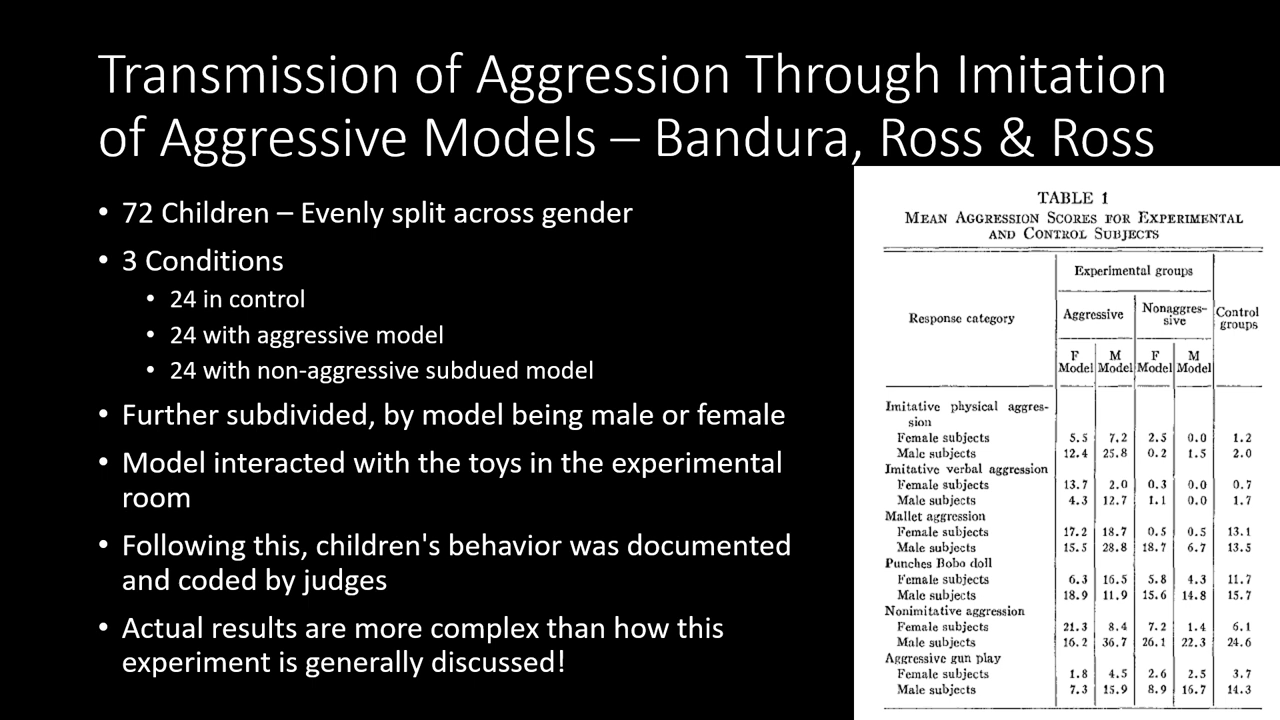 Transmission of Aggression Through Imitation
of Aggressive Models – Bandura, Ross & Ross
• 72 Children – Evenly split across gender
• 3 Conditions
• 24 in control
• 24 with aggressive model
• 24 with non-aggressive subdued model
• Further subdivided, by model being male or female
• Model interacted with the toys in the experimental
room
• Following this, children's behavior was documented
and coded by judges
• Actual results are more complex than how this
experiment is generally discussed!
TABLE 1
MEAN AGGRESSION SCORES FOR EXPERIMENTAL
AND CONTROL SUBJECTS
Response category
Experimental groups
Aggressive
Nonaggres-
sive
Control
groups
F
Model
M
Model
F
Model
M
Model
Imitative physical aggres-
sion
Female subjects 5.5 7.2 2.5 0.0 1.2
Male subjects 12.4 25.8 0.2 1.5 2.0
Imitative verbal aggression
Female subjects 13.7 2.0 0.3 0.0 0.7
Male subjects 4.3 12.7 1.1 0.0 1.7
Mallet aggression
Female subjects 17.2 18.7 0.5 0.5 13.1
Male subjects 15.5 28.8 18.7 6.7 13.5
Punches Bobo doll
Female subjects 6.3 16.5 5.8 4.3 11.7
Male subjects 18.9 11.9 15.6 14.8 15.7
Nonimitative aggression
Female subjects 21.3 8.4 7.2 1.4 6.1
Male subjects 16.2 36.7 26.1 22.3 24.6
Aggressive gun play
Female subjects 1.8 4.5 2.6 2.5 3.7
Male subjects 7.3 15.9 8.9 16.7 14.3